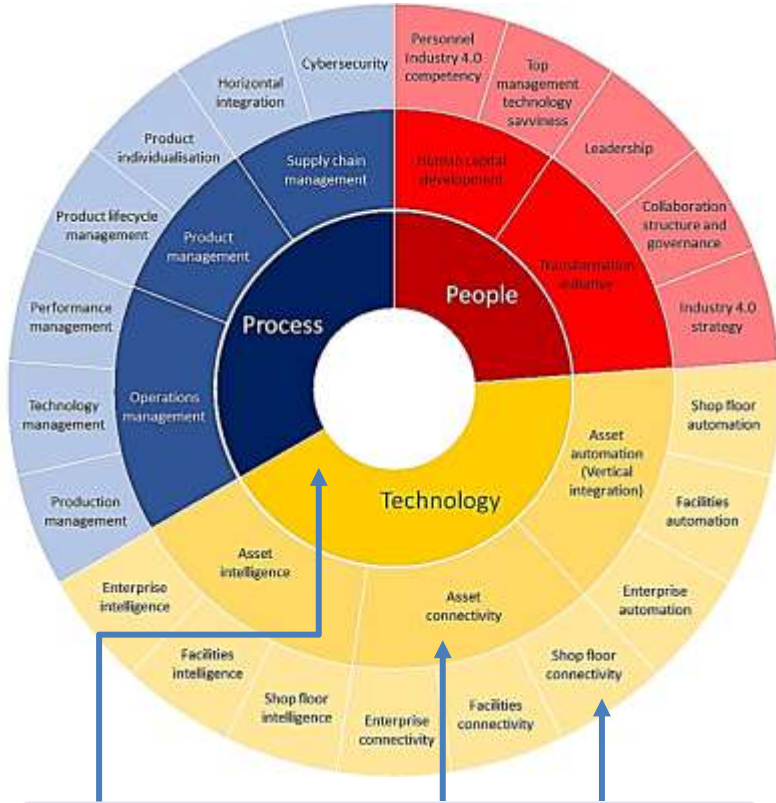 Cybersecurity
Personnel
Industry 4.0
competency
Horizontal
integration
Top
management
technology
savviness
Product
individualisation
Supply chain
management
Human capital
development
Leadership
Product lifecycle
management
Product
management
Collaboration
structure and
governance
Transformation
initiative
Performance
management
Process
People
Industry 4.0
strategy
Technology
management
Operations
management
Shop floor
automation
Asset
automation
(Vertical
integration)
Production
management
Technology
Facilities
automation
Enterprise
intelligence
Asset
intelligence
Asset
connectivity
Enterprise
automation
Facilities
intelligence
Shop floor
intelligence
Enterprise
connectivity
Facilities
connectivity
Shop floor
connectivity